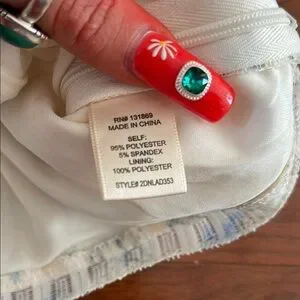 RN# 131869
MADE IN CHINA
SELF:
95% POLYESTER
5% SPANDEX
LINING:
100% POLYESTER
STYLE# 2DNLAD353